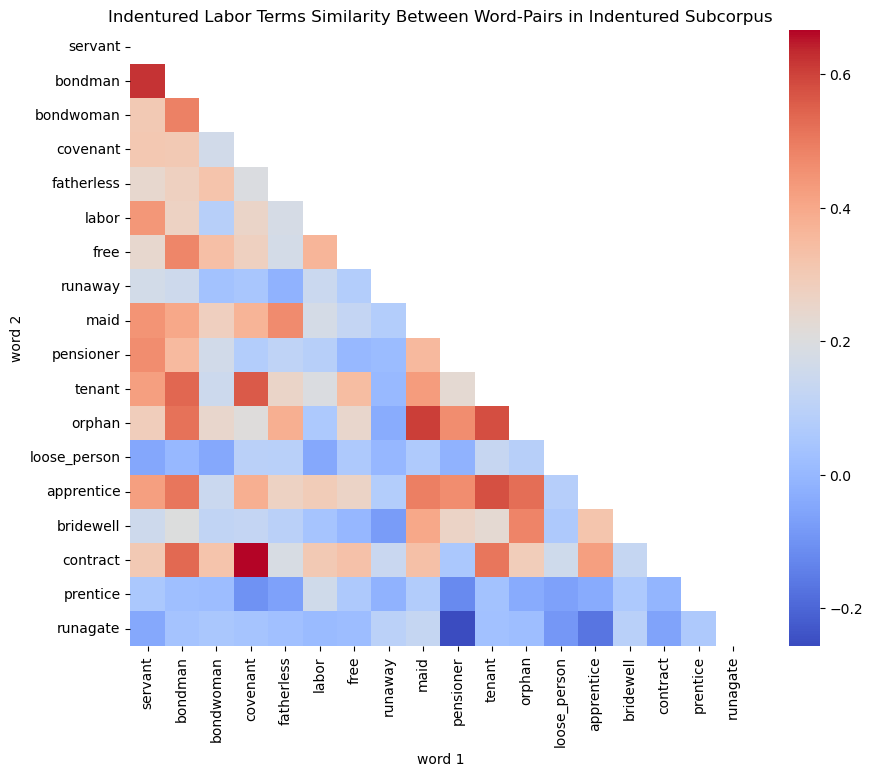 Indentured Labor Terms Similarity Between Word-Pairs in Indentured Subcorpus
servant
bondman
bondwoman
covenant
fatherless
labor
free
runaway
maid
pensioner
tenant
orphan
loose_person
apprentice
bridewell
contract
prentice
runagate
word 2
servant
bondman
bondwoman
covenant
fatherless
labor
free
runaway
maid
pensioner
tenant
orphan
loose_person
apprentice
bridewell
contract
prentice
runagate
word 1
0.6
0.4
0.2
0.0
−0.2